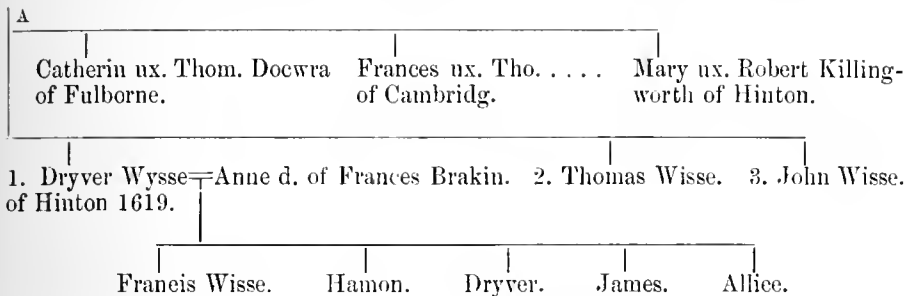 A
Catherin ux. Thom. Docwra Frances ux. Tho. . . . . Mary ux. Robert Killing-
of Fulborne. of Cambridg. worth of Hinton.
1. Dryver Wysse=Anne d. of Frances Brakin. 2. Thomas Wisse. 3. John Wisse.
of Hinton 1619.
Francis Wisse. Hamon. Dryver. James. Allice.